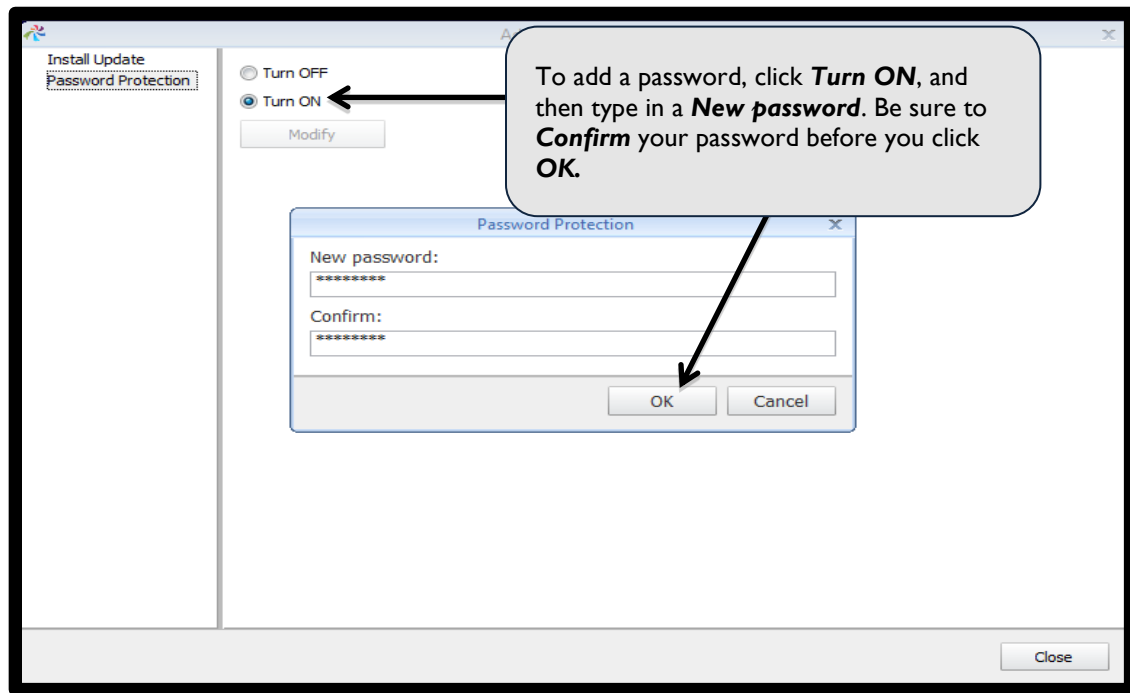 Install Update
Password Protection
Turn OFF
Turn ON
Modify
To add a password, click Turn ON, and
then type in a New password. Be sure to
Confirm your password before you click
OK.
Password Protection
x
New password:
********
Confirm:
********
OK
Cancel
x
Close